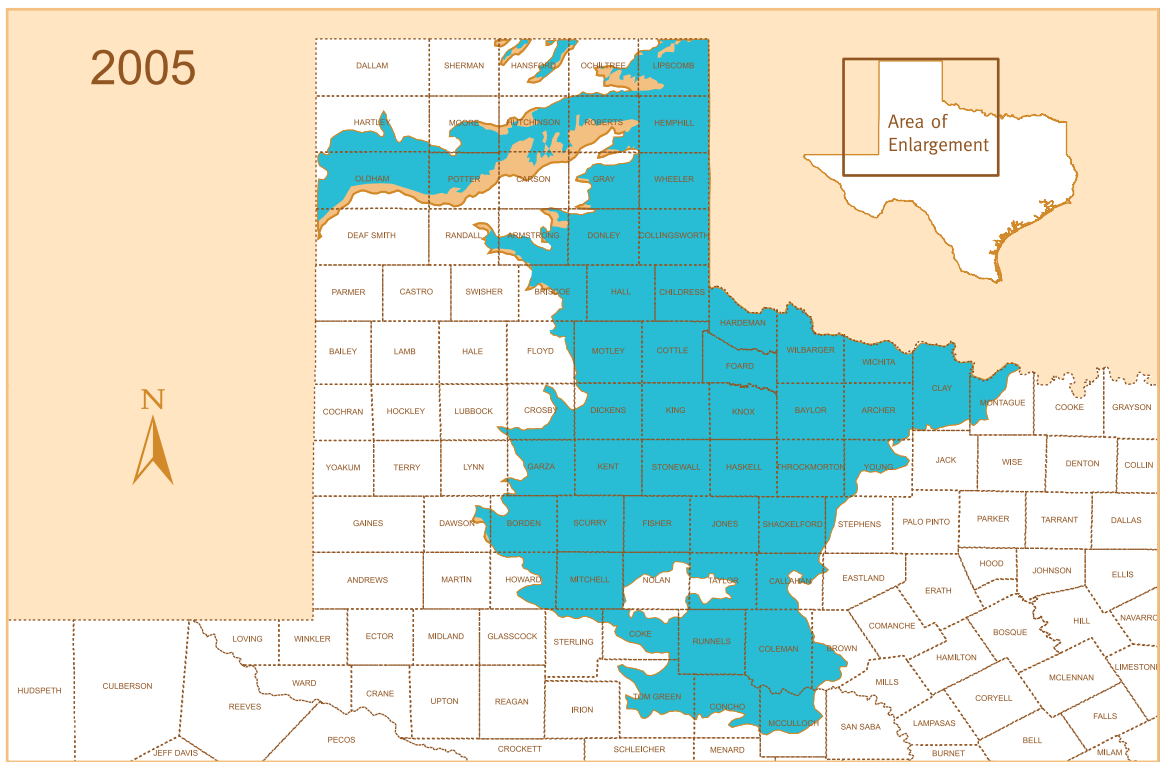 2005
DALLAM
SHERMAN
HANSFORD
OCHILTREE
LIPSCOMB
HARTLEY
MOORE
HUTCHINSON
ROBERTS
HEMPHILL
Area of
Enlargement
OLDHAM
POTTER
CARSON
GRAY
WHEELER
DEAF SMITH
RANDALL
ARMSTRONG
DONLEY
COLLINGSWORTH
PARMER
CASTRO
SWISHER
BRISCOE
HALL
CHILDRESS
HARDEMAN
BAILEY
LAMB
HALE
FLOYD
MOTLEY
COTTLE
FOARD
WILBARGER
WICHITA
CLAY
MONTAGUE
COOKE
GRAYSON
N
COCHRAN
HOCKLEY
LUBBOCK
CROSBY
DICKENS
KING
KNOX
BAYLOR
ARCHER
YOAKUM
TERRY
LYNN
GARZA
KENT
STONEWALL
HASKELL
THROCKMORTON
YOUNG
JACK
WISE
DENTON
COLLIN
GAINES
DAWSON
BORDEN
SCURRY
FISHER
JONES
SHACKELFORD
STEPHENS
PALO PINTO
PARKER
TARRANT
DALLAS
ANDREWS
MARTIN
HOWARD
MITCHELL
NOLAN
TAYLOR
CALLAHAN
EASTLAND
ERATH
HOOD
JOHNSON
ELLIS
LOVING
WINKLER
ECTOR
MIDLAND
GLASSCOCK
STERLING
COKE
RUNNELS
COLEMAN
BROWN
COMANCHE
BOSQUE
HILL
NAVARRO
HAMILTON
LIMESTONE
HUDSPETH
CULBERSON
REEVES
WARD
CRANE
UPTON
REAGAN
IRION
TOM GREEN
CONCHO
MCCULLOCH
SAN SABA
MILLS
LAMPASAS
CORYELL
MCLENNAN
FALLS
JEFF DAVIS
PECOS
CROCKETT
SCHLEICHER
MENARD
BURNET
BELL
MILAM